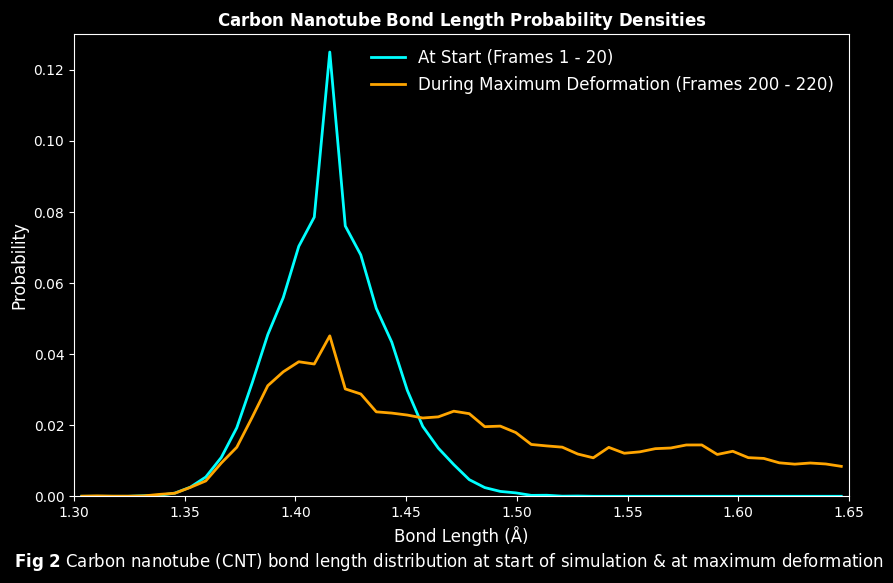 Carbon Nanotube Bond Length Probability Densities
At Start (Frames 1 - 20)
During Maximum Deformation (Frames 200 - 220)
Probability
0.12
0.10
0.08
0.06
0.04
0.02
0.00
1.30 1.35 1.40 1.45 1.50 1.55 1.60 1.65
Bond Length (Å)
Fig 2 Carbon nanotube (CNT) bond length distribution at start of simulation & at maximum deformation